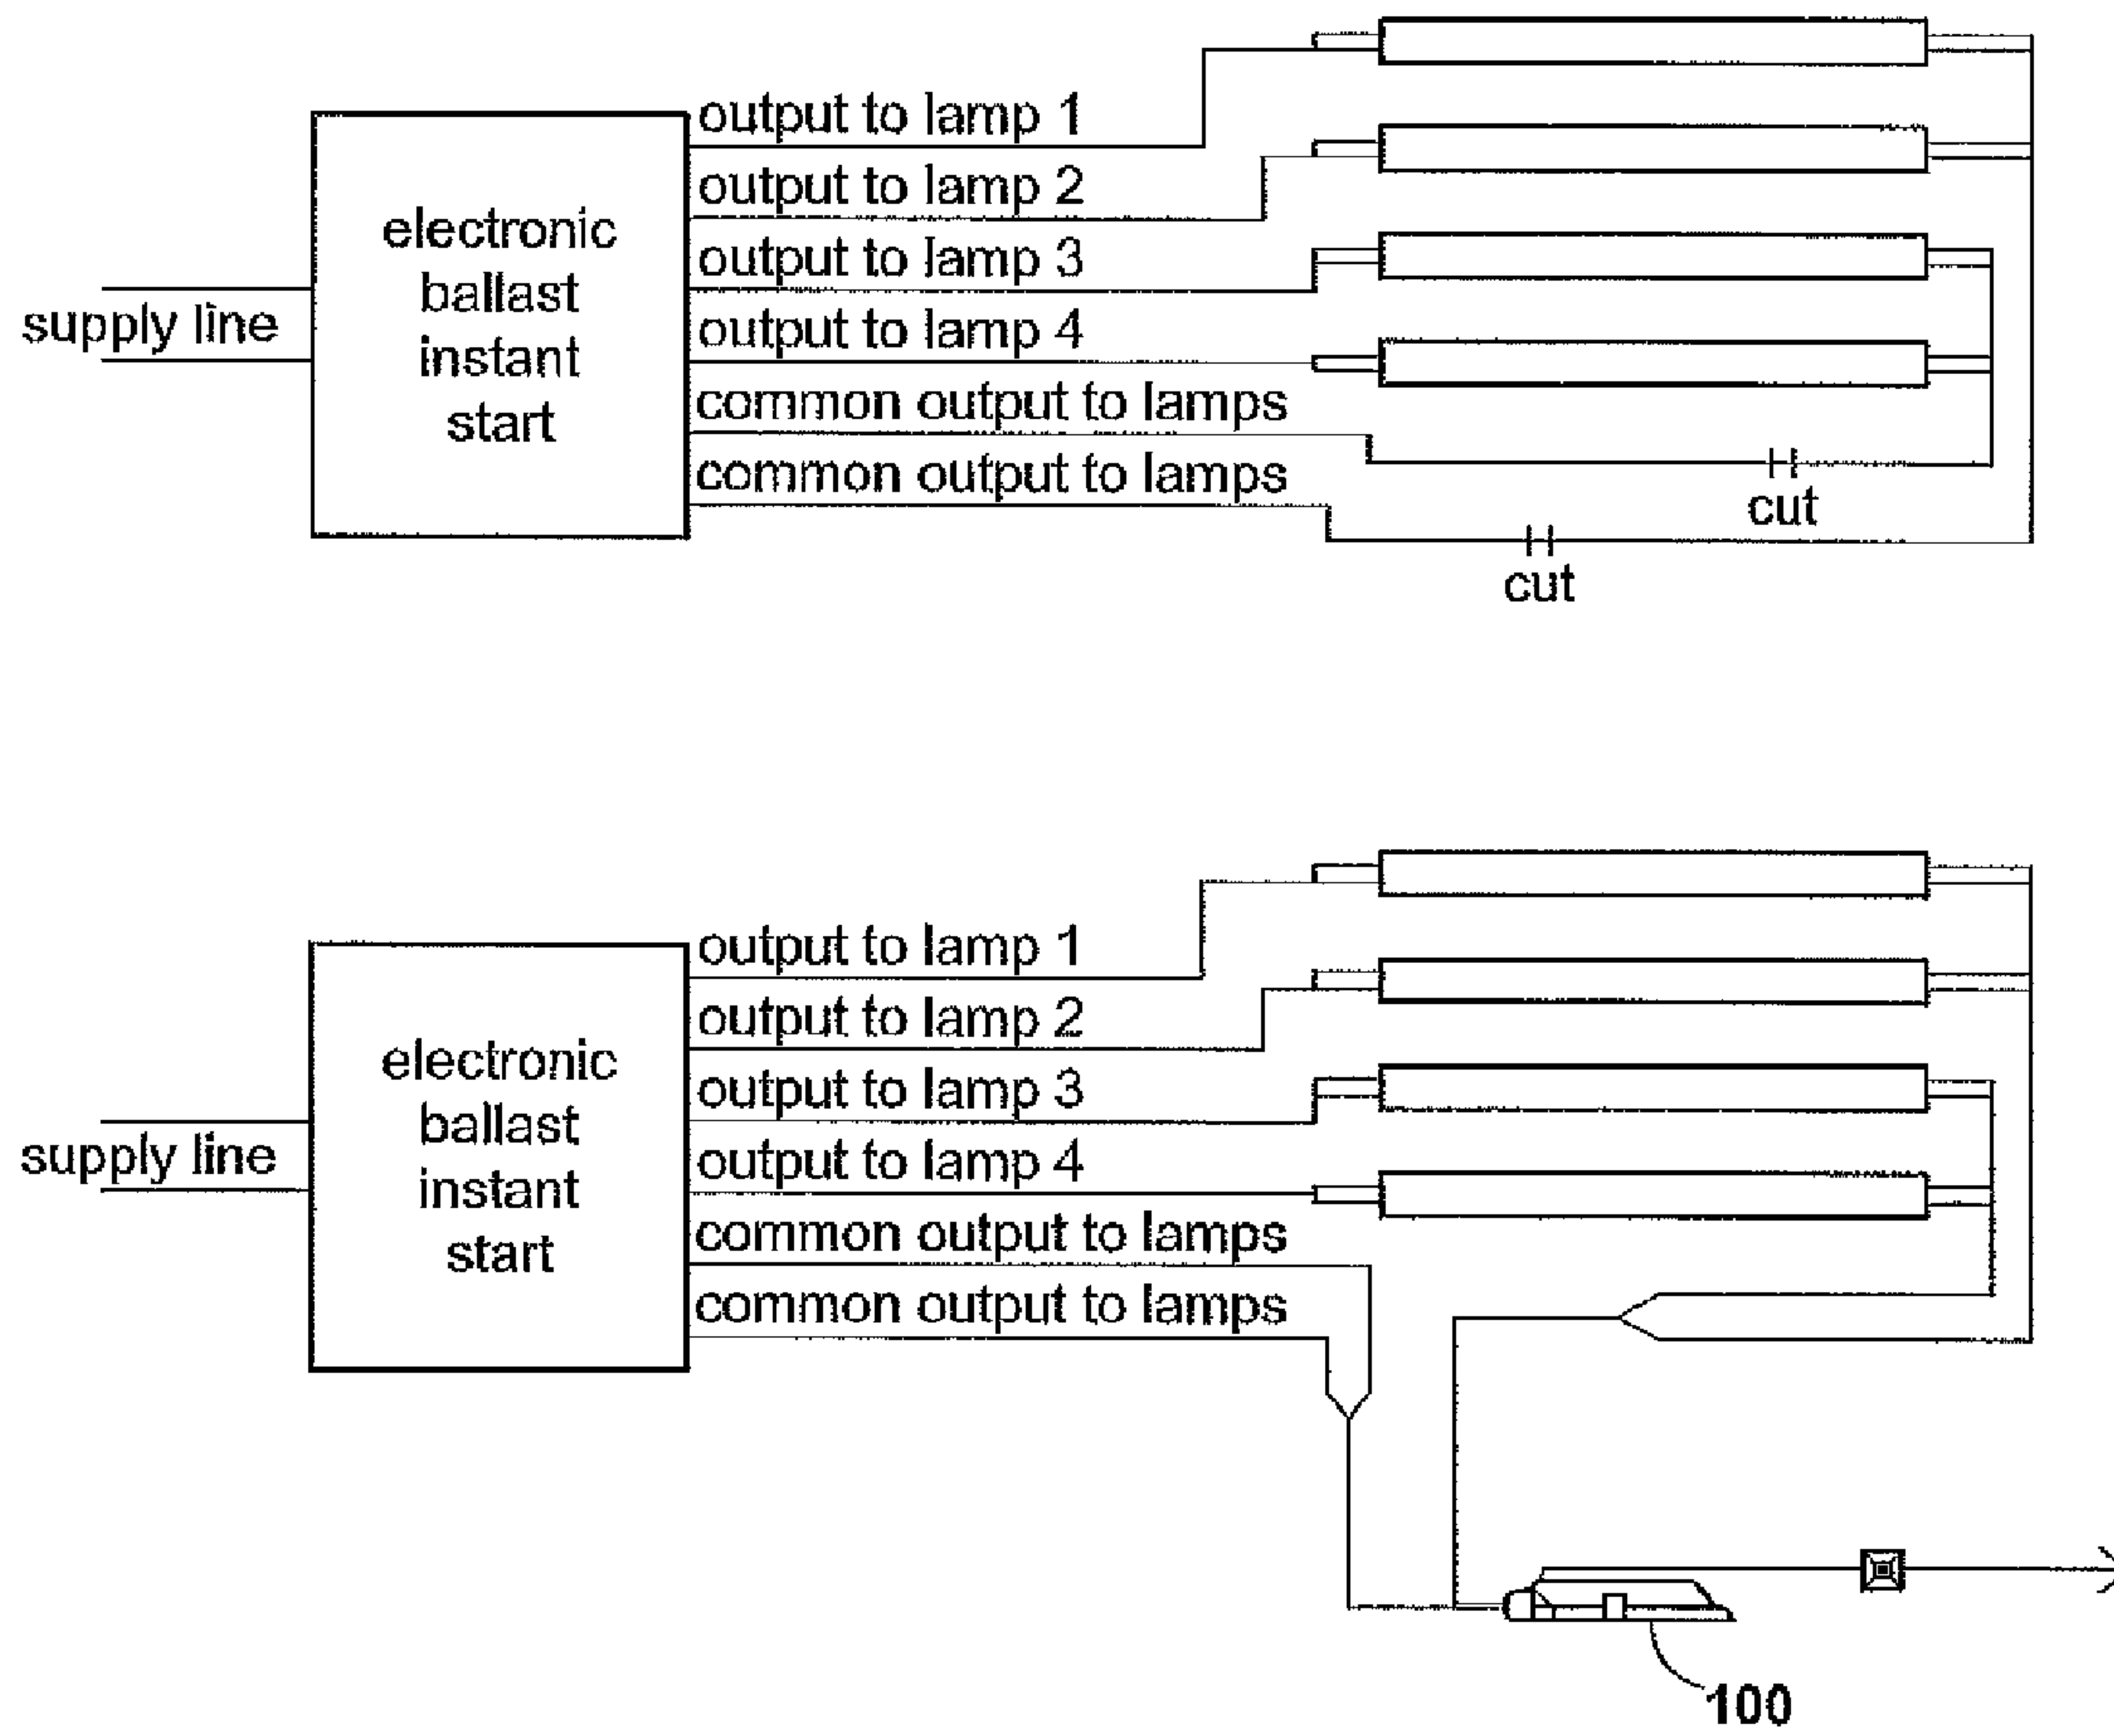 output to lamp 1
output to lamp 2
output to lamp 3
output to lamp 4
common output to lamps
common output to lamps
electronic
ballast
instant
start
supply line
cut
cut
output to lamp 1
output to lamp 2
output to lamp 3
output to lamp 4
common output to lamps
common output to lamps
electronic
ballast
instant
start
supply line
100